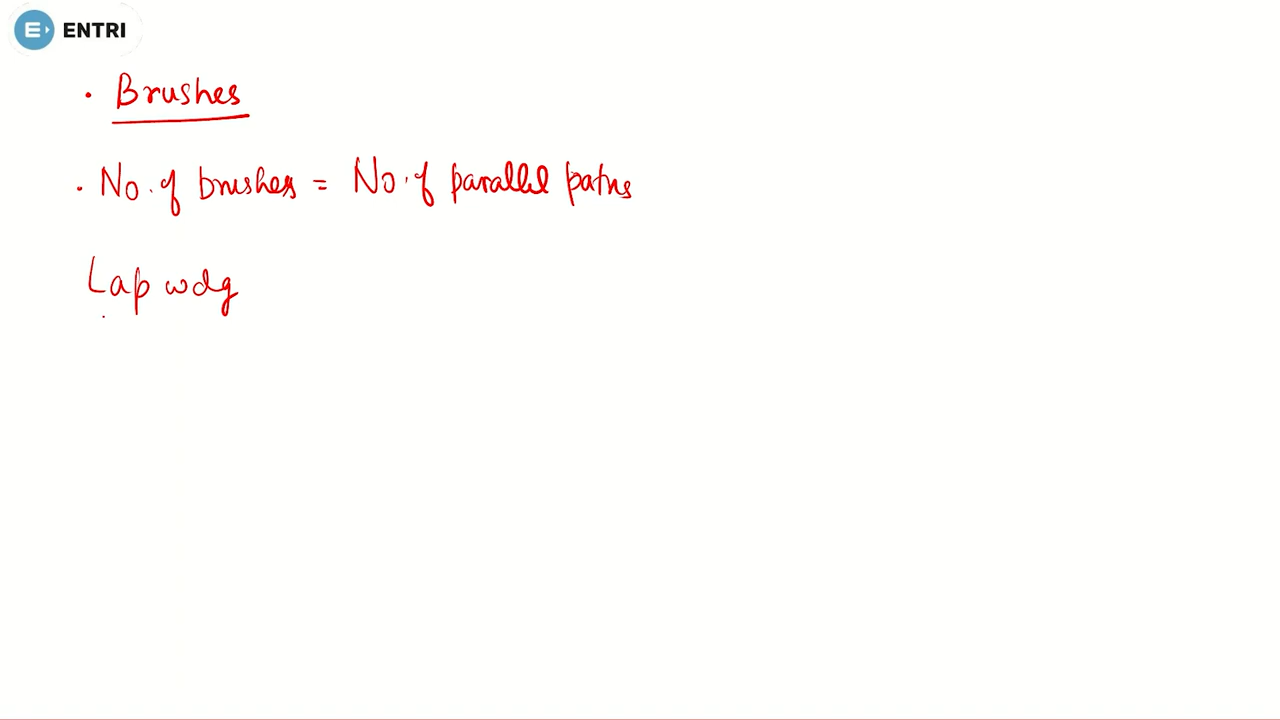 ENTRI
• Brushes
• No. of brushes = No. of parallel paths
Lap wdg